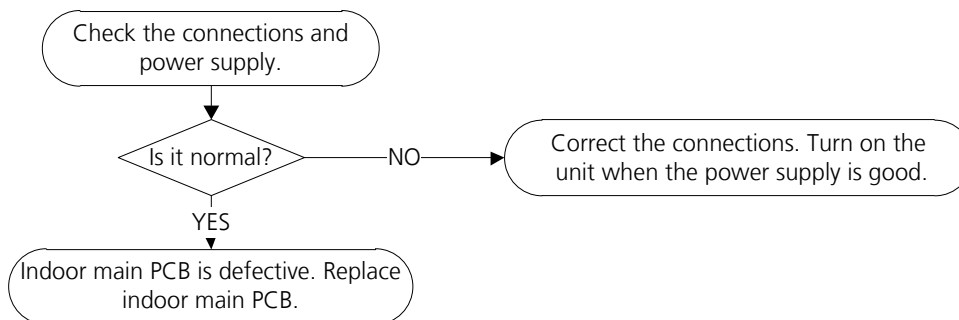 Check the connections and
power supply.
Is it normal?
NO
Correct the connections. Turn on the
unit when the power supply is good.
YES
Indoor main PCB is defective. Replace
indoor main PCB.